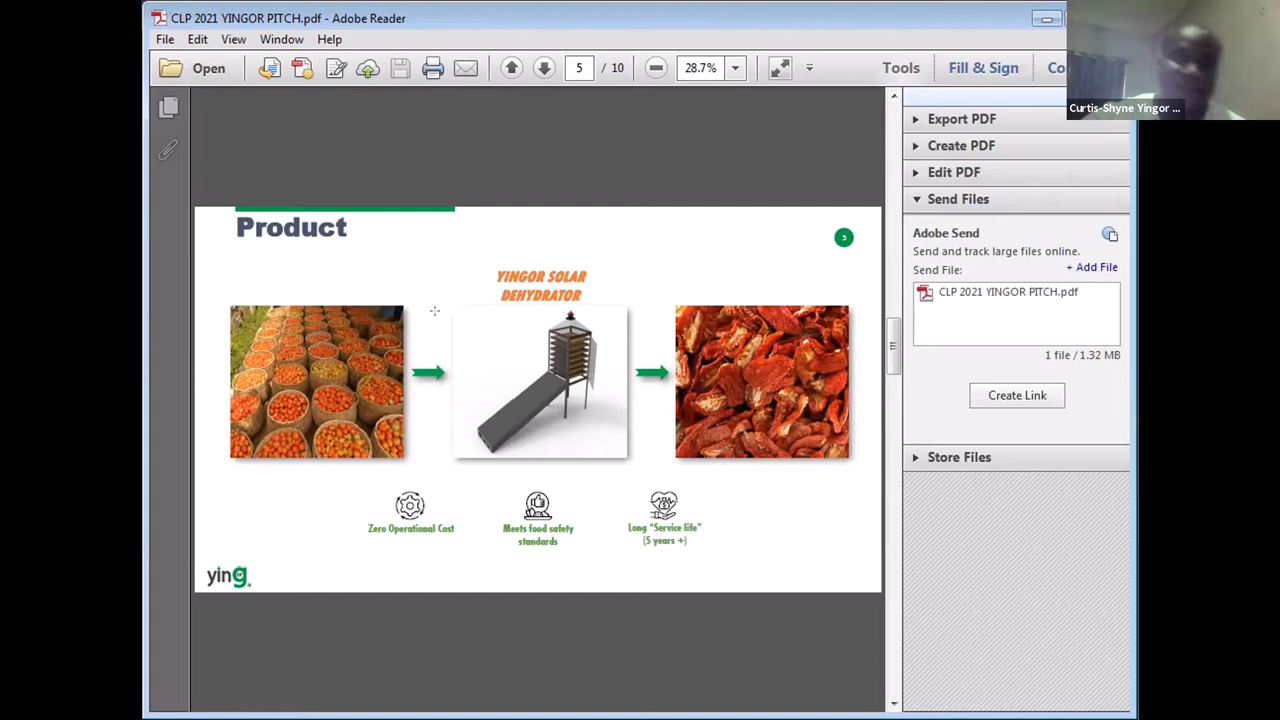 CLP 2021 YINGOR PITCH.pdf - Adobe Reader
File Edit View Window Help
Open 5 / 10 28.7% Tools Fill & Sign Co
Curtis-Shyne Yingor ...
Export PDF
Create PDF
Edit PDF
Send Files
Adobe Send
Send and track large files online.
Send File:
+ Add File
CLP 2021 YINGOR PITCH.pdf
1 file / 1.32 MB
Create Link
Store Files
Product
5
YINGOR SOLAR
DEHYDRATOR
Zero Operational Cost
Meets food safety
standards
Long "Service life"
(5 years +)
ying